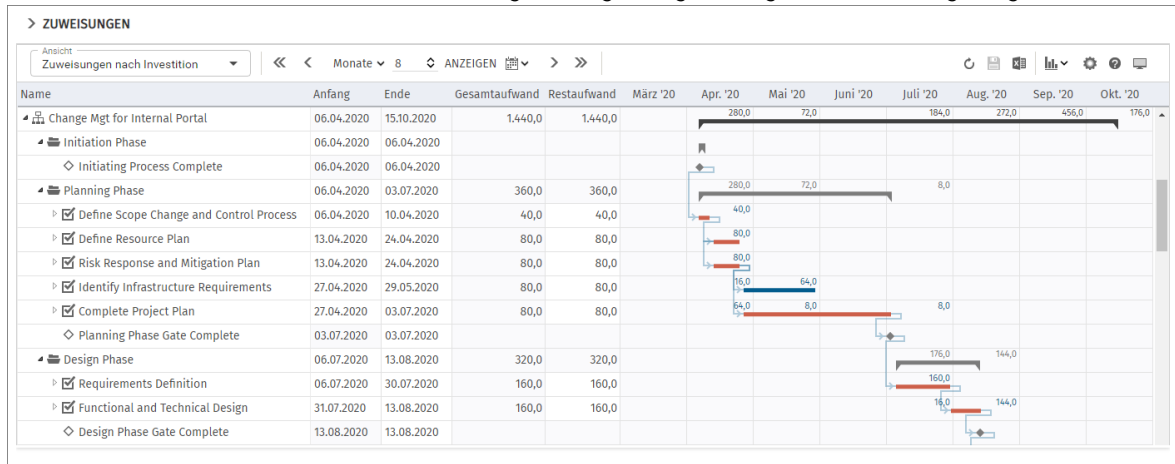 > ZUWEISUNGEN
Ansicht
Zuweisungen nach Investition Monate 8 ANZEIGEN
Name Anfang Ende Gesamtaufwand Restaufwand März '20 Apr. '20 Mai '20 Juni '20 Juli '20 Aug. '20 Sep. '20 Okt. '20
Change Mgt for Internal Portal 06.04.2020 15.10.2020 1.440,0 1.440,0 280,0 72,0 184,0 272,0 456,0 176,0
Initiation Phase 06.04.2020 06.04.2020
Initiating Process Complete 06.04.2020 06.04.2020
Planning Phase 06.04.2020 03.07.2020 360,0 360,0 280,0 72,0 8,0
Define Scope Change and Control Process 06.04.2020 10.04.2020 40,0 40,0 40,0
Define Resource Plan 13.04.2020 24.04.2020 80,0 80,0 80,0
Risk Response and Mitigation Plan 13.04.2020 24.04.2020 80,0 80,0 80,0
Identify Infrastructure Requirements 27.04.2020 29.05.2020 80,0 80,0 16,0 64,0
Complete Project Plan 27.04.2020 03.07.2020 80,0 80,0 64,0 8,0 8,0
Planning Phase Gate Complete 03.07.2020 03.07.2020
Design Phase 06.07.2020 13.08.2020 320,0 320,0 176,0 144,0
Requirements Definition 06.07.2020 30.07.2020 160,0 160,0 160,0
Functional and Technical Design 31.07.2020 13.08.2020 160,0 160,0 16,0 144,0
Design Phase Gate Complete 13.08.2020 13.08.2020